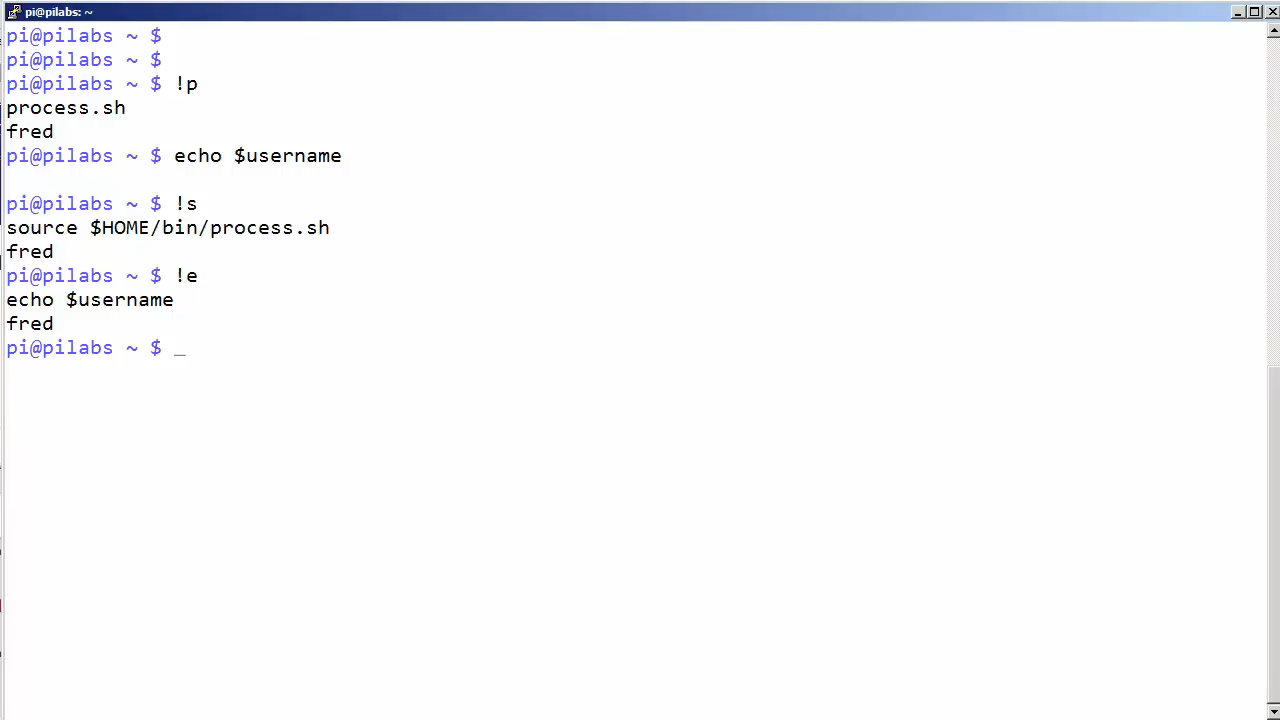 pi@pilabs: ~
pi@pilabs ~ $
pi@pilabs ~ $
pi@pilabs ~ $ !p
process.sh
fred
pi@pilabs ~ $ echo $username
pi@pilabs ~ $ !s
source $HOME/bin/process.sh
fred
pi@pilabs ~ $ !e
echo $username
fred
pi@pilabs ~ $ _